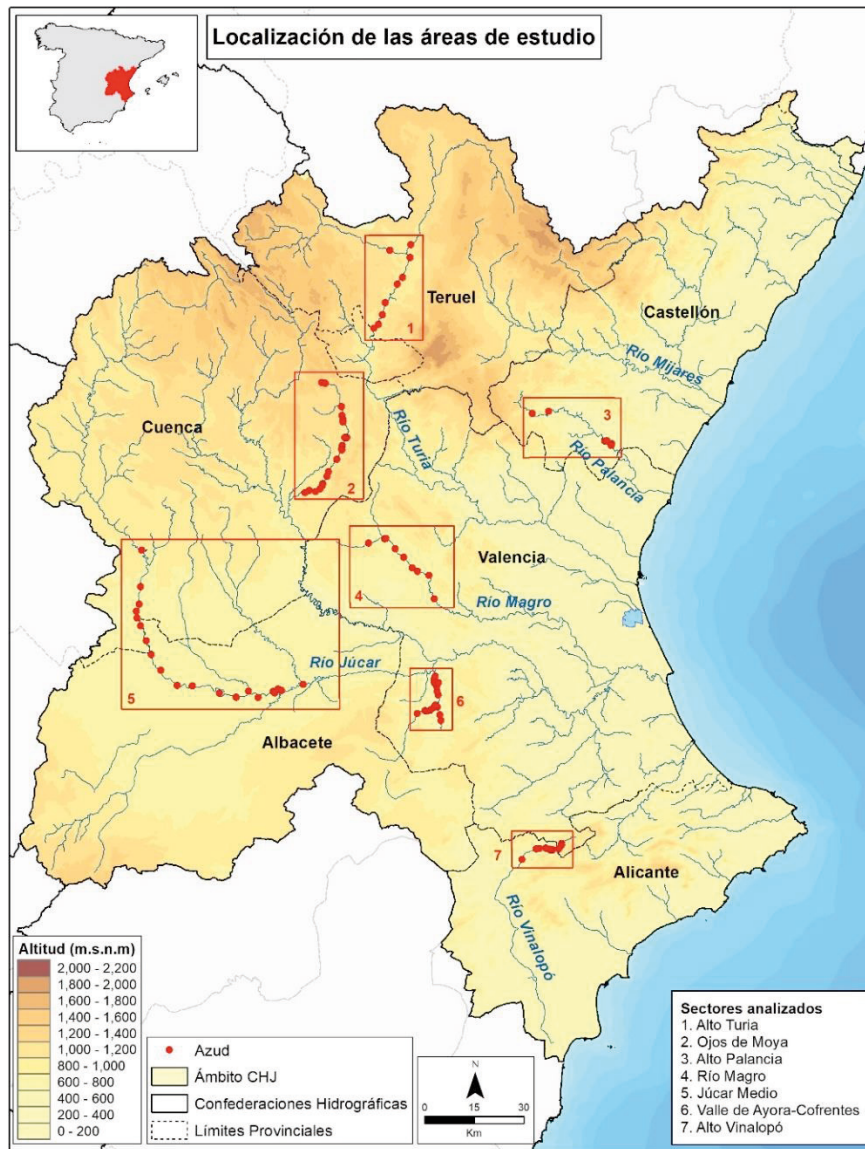 Localización de las áreas de estudio
Teruel
1
Castellón
Río Mijares
Cuenca
3
Río Turia
Río Palancia
2
Valencia
4
Río Magro
Río Júcar
5
6
Albacete
7
Alicante
Río Vinalopó
Altitud (m.s.n.m)
2,000 - 2,200
1,800 - 2,000
1,600 - 1,800
1,400 - 1,600
1,200 - 1,400
1,000 - 1,200
800 - 1,000
600 - 800
400 - 600
200 - 400
0 - 200
Azud
Ámbito CHJ
Confederaciones Hidrográficas
Límites Provinciales
N
0 15 30
Km
Sectores analizados
1. Alto Turia
2. Ojos de Moya
3. Alto Palancia
4. Río Magro
5. Júcar Medio
6. Valle de Ayora-Cofrentes
7. Alto Vinalopó